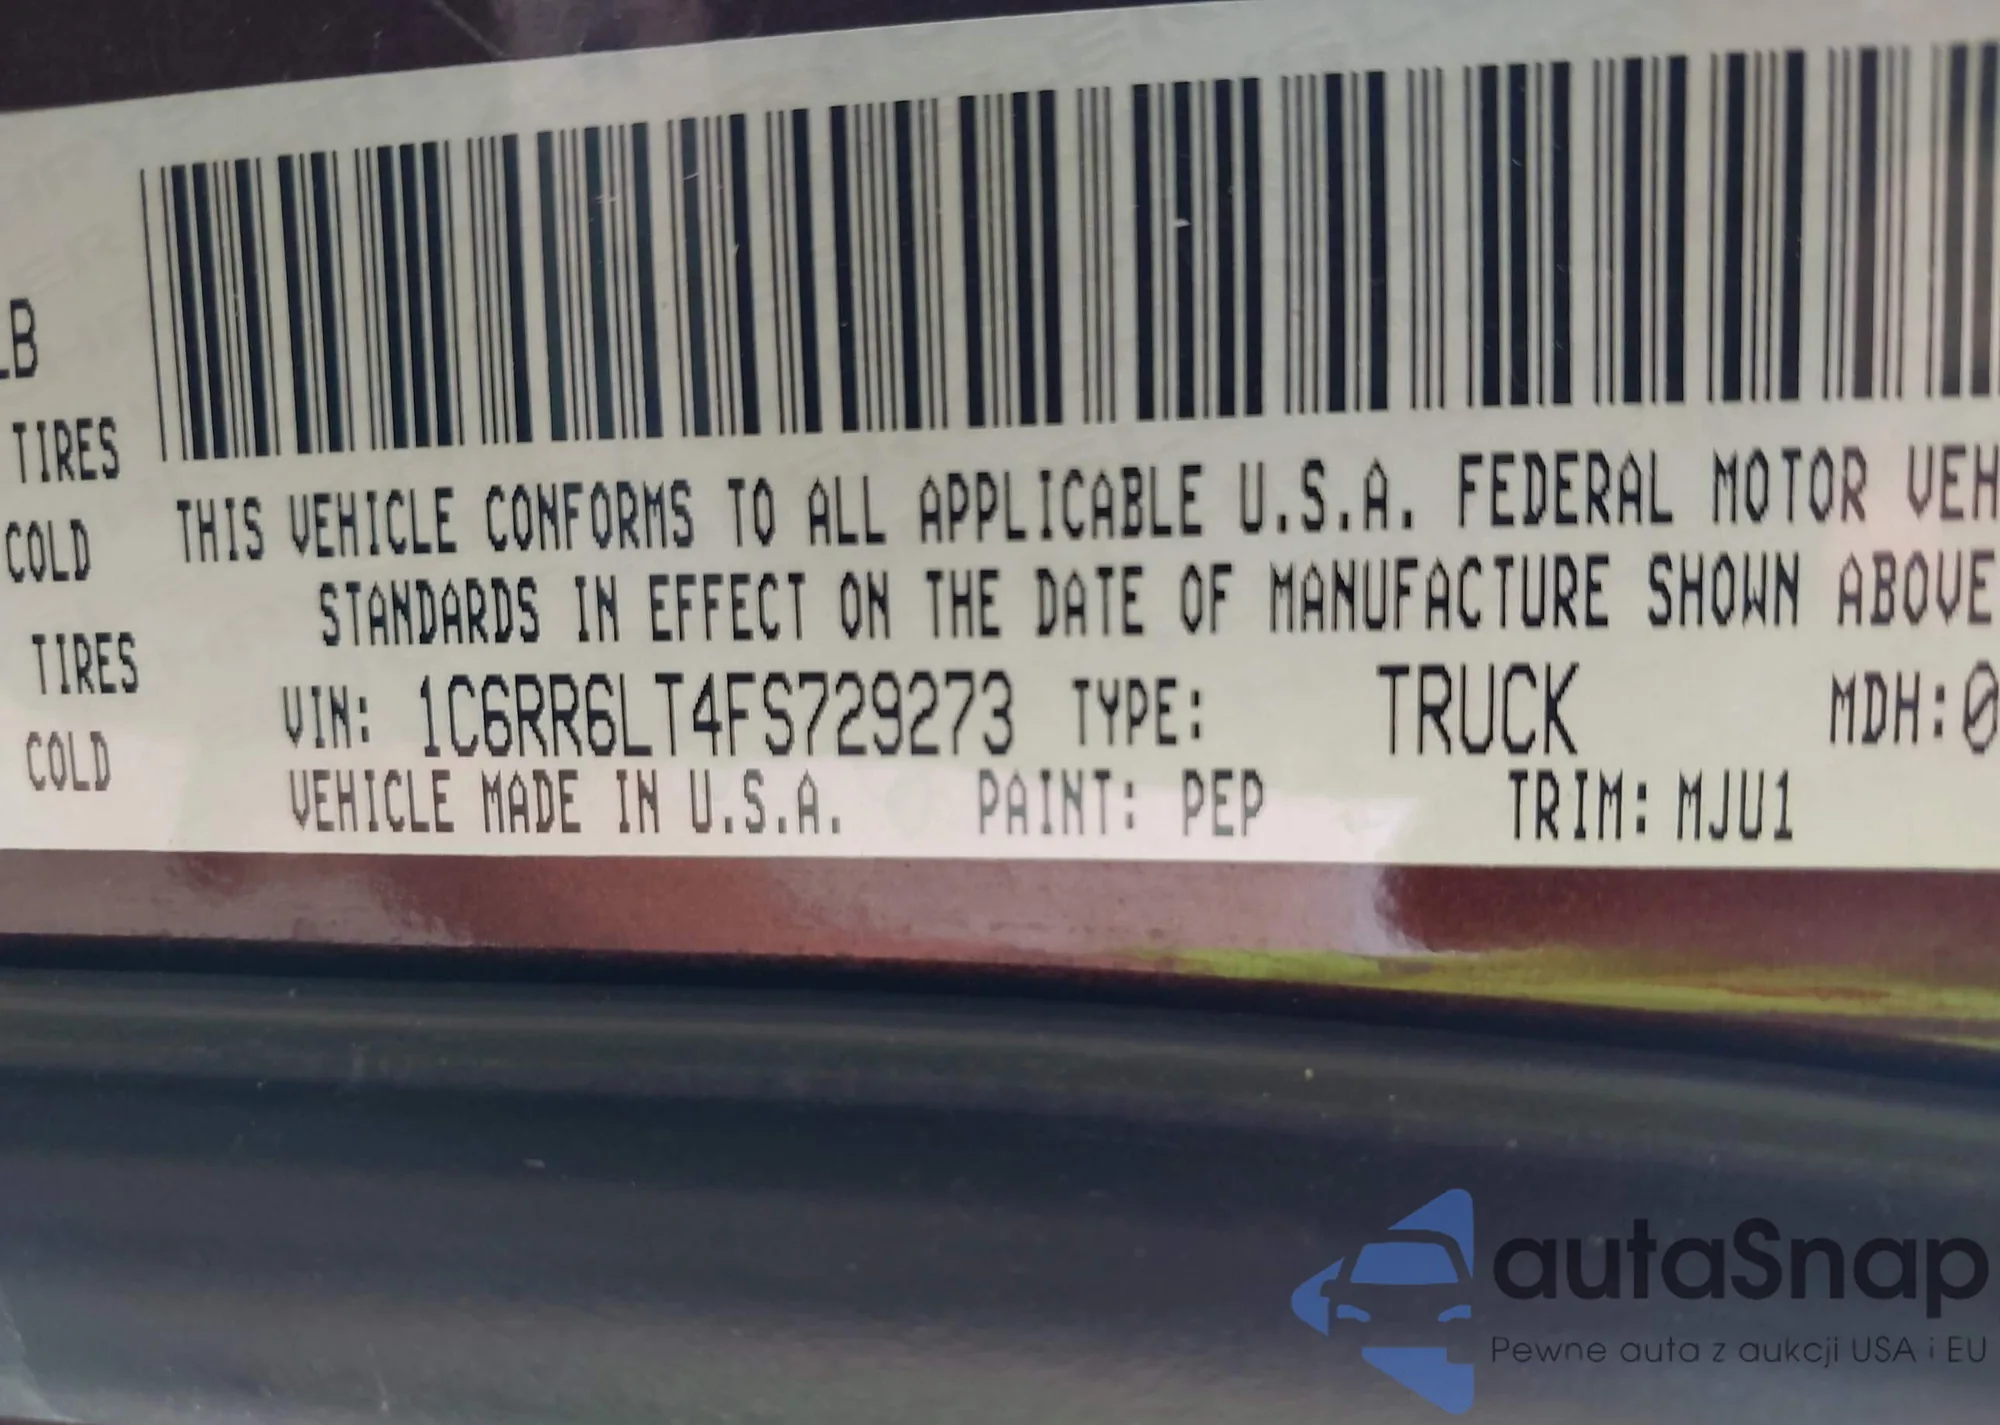 LB
TIRES
COLD
TIRES
COLD
THIS VEHICLE CONFORMS TO ALL APPLICABLE U.S.A. FEDERAL MOTOR VEH
STANDARDS IN EFFECT ON THE DATE OF MANUFACTURE SHOWN ABOVE
VIN: 1C6RR6LT4FS729273 TYPE: TRUCK MDH:0
VEHICLE MADE IN U.S.A. PAINT: PEP TRIM: MJU1
autaSnap
Pewne auta z aukcji USA i EU